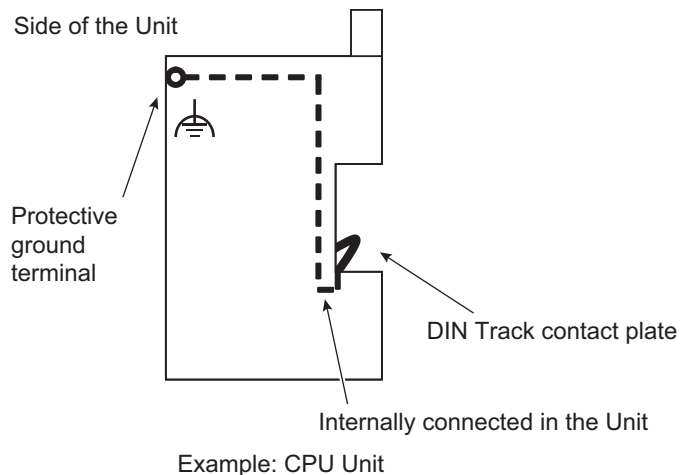 Side of the Unit
Protective
ground
terminal
DIN Track contact plate
Internally connected in the Unit
Example: CPU Unit